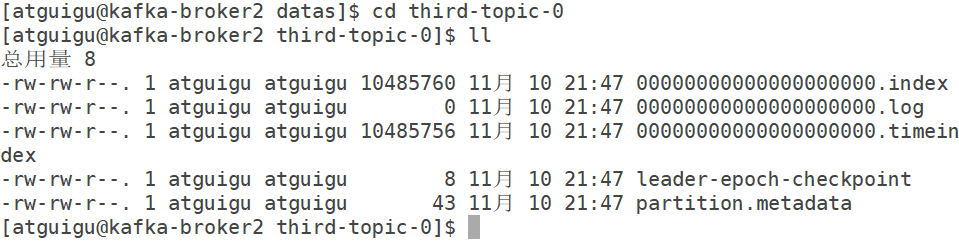 [atguigu@kafka-broker2 datas]$ cd third-topic-0
[atguigu@kafka-broker2 third-topic-0]$ ll
总用量 8
-rw-rw-r--. 1 atguigu atguigu 10485760 11月 10 21:47 00000000000000000000.index
-rw-rw-r--. 1 atguigu atguigu        0 11月 10 21:47 00000000000000000000.log
-rw-rw-r--. 1 atguigu atguigu 10485756 11月 10 21:47 00000000000000000000.timein
dex
-rw-rw-r--. 1 atguigu atguigu        8 11月 10 21:47 leader-epoch-checkpoint
-rw-rw-r--. 1 atguigu atguigu       43 11月 10 21:47 partition.metadata
[atguigu@kafka-broker2 third-topic-0]$